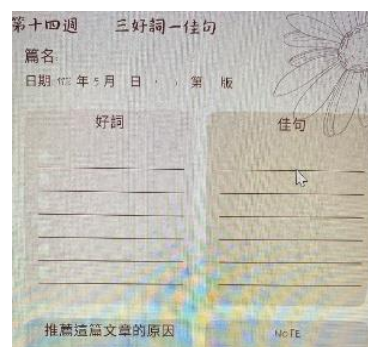 第十四週 三好詞一佳句
篇名:
日期: 年5月 日 , 第 版
好詞 佳句
推薦這篇文章的原因 NOTE